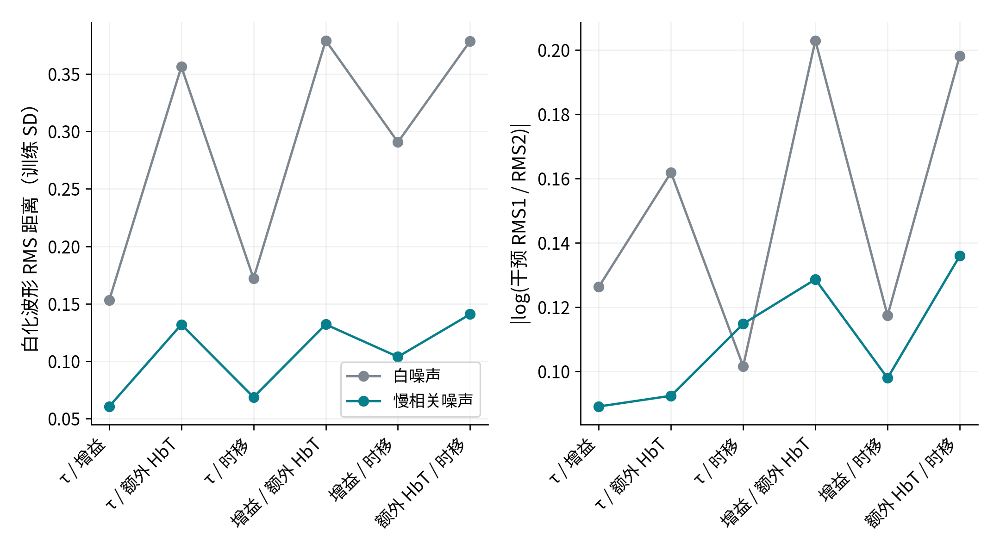 白化波形 RMS 距离（训练 SD）
0.35
0.30
0.25
0.20
0.15
0.10
0.05
τ / 增益
τ / 额外 HbT
τ / 时移
增益 / 额外 HbT
增益 / 时移
额外 HbT / 时移
白噪声
慢相关噪声
|log(干预 RMS1 / RMS2)|
0.20
0.18
0.16
0.14
0.12
0.10
τ / 增益
τ / 额外 HbT
τ / 时移
增益 / 额外 HbT
增益 / 时移
额外 HbT / 时移